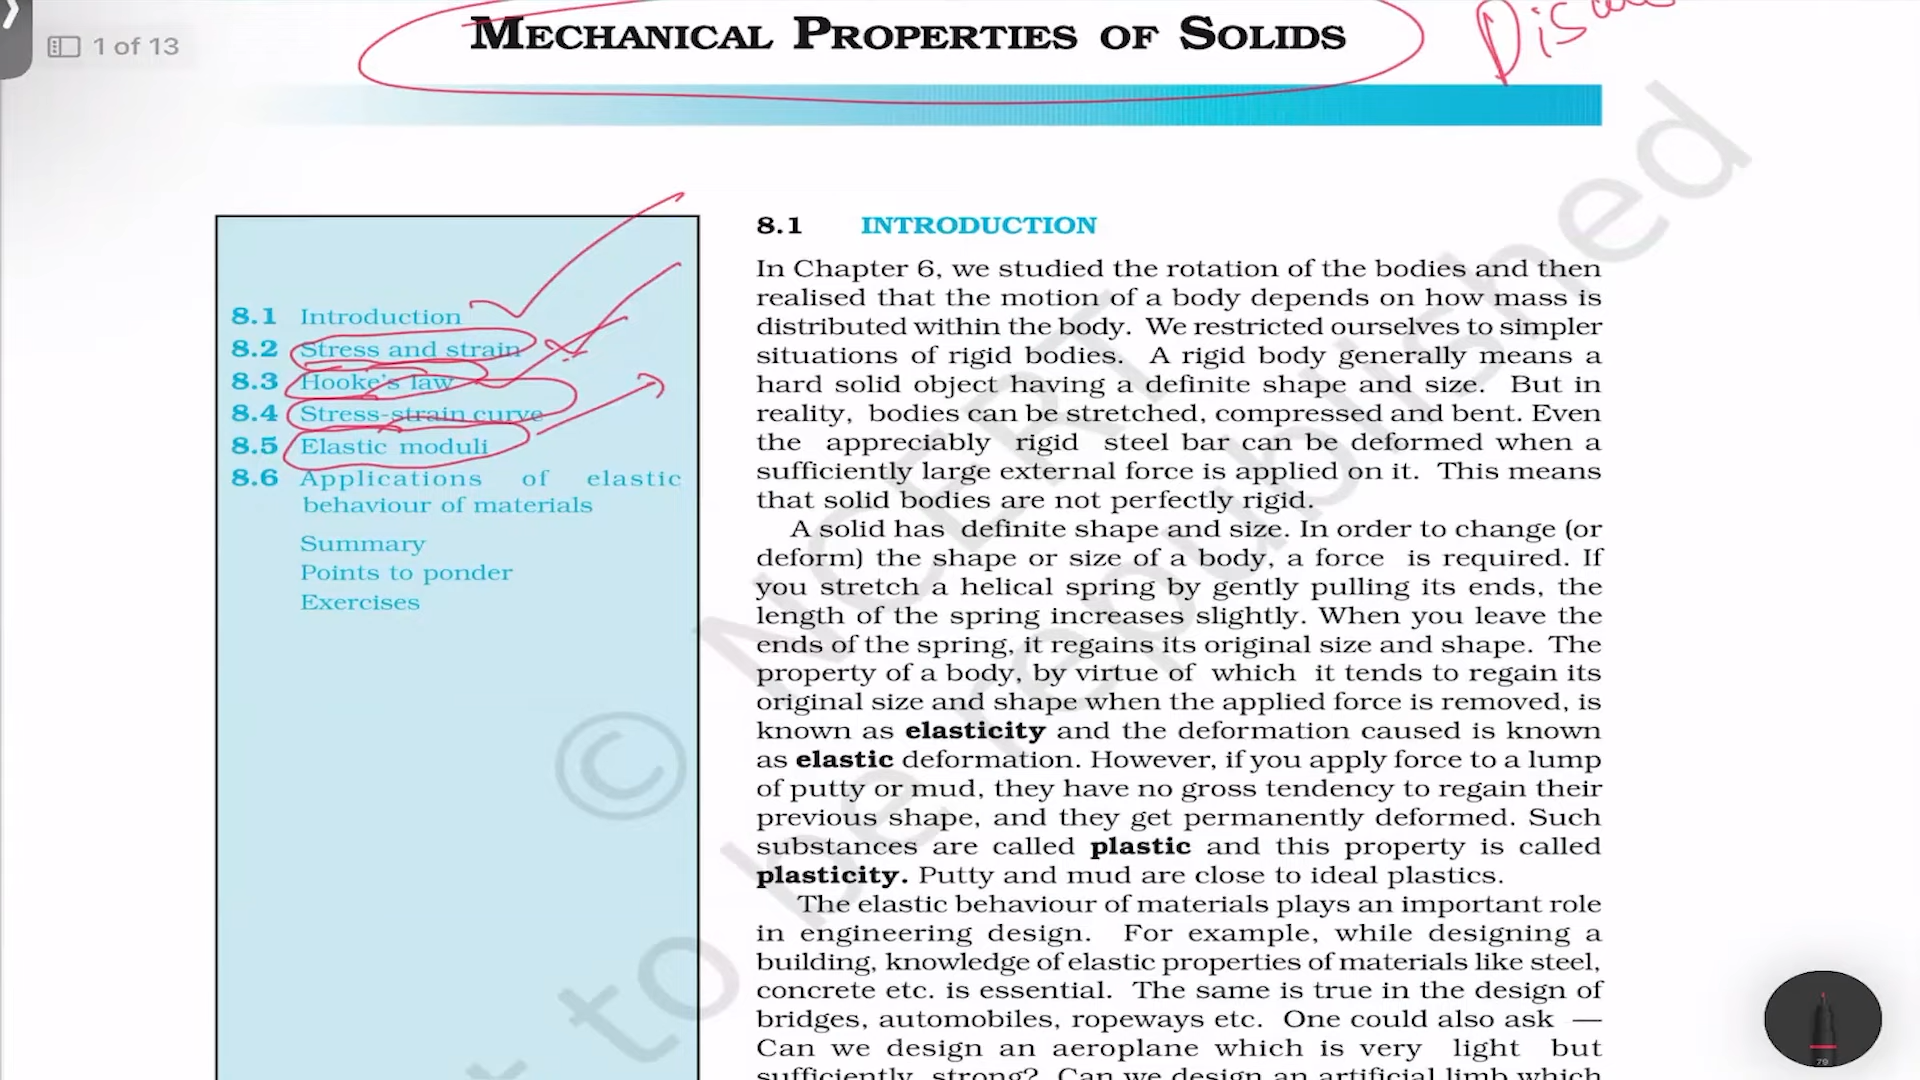 1 of 13
MECHANICAL PROPERTIES OF SOLIDS
8.1 Introduction
8.2 Stress and strain
8.3 Hooke's law
8.4 Stress-strain curve
8.5 Elastic moduli
8.6 Applications of elastic
behaviour of materials
Summary
Points to ponder
Exercises
8.1 INTRODUCTION
In Chapter 6, we studied the rotation of the bodies and then
realised that the motion of a body depends on how mass is
distributed within the body. We restricted ourselves to simpler
situations of rigid bodies. A rigid body generally means a
hard solid object having a definite shape and size. But in
reality, bodies can be stretched, compressed and bent. Even
the appreciably rigid steel bar can be deformed when a
sufficiently large external force is applied on it. This means
that solid bodies are not perfectly rigid.
A solid has definite shape and size. In order to change (or
deform) the shape or size of a body, a force is required. If
you stretch a helical spring by gently pulling its ends, the
length of the spring increases slightly. When you leave the
ends of the spring, it regains its original size and shape. The
property of a body, by virtue of which it tends to regain its
original size and shape when the applied force is removed, is
known as elasticity and the deformation caused is known
as elastic deformation. However, if you apply force to a lump
of putty or mud, they have no gross tendency to regain their
previous shape, and they get permanently deformed. Such
substances are called plastic and this property is called
plasticity. Putty and mud are close to ideal plastics.
The elastic behaviour of materials plays an important role
in engineering design. For example, while designing a
building, knowledge of elastic properties of materials like steel,
concrete etc. is essential. The same is true in the design of
bridges, automobiles, ropeways etc. One could also ask —
Can we design an aeroplane which is very light but
sufficiently strong? Can we design an artificial limb which
© NCERT
to be republished
79